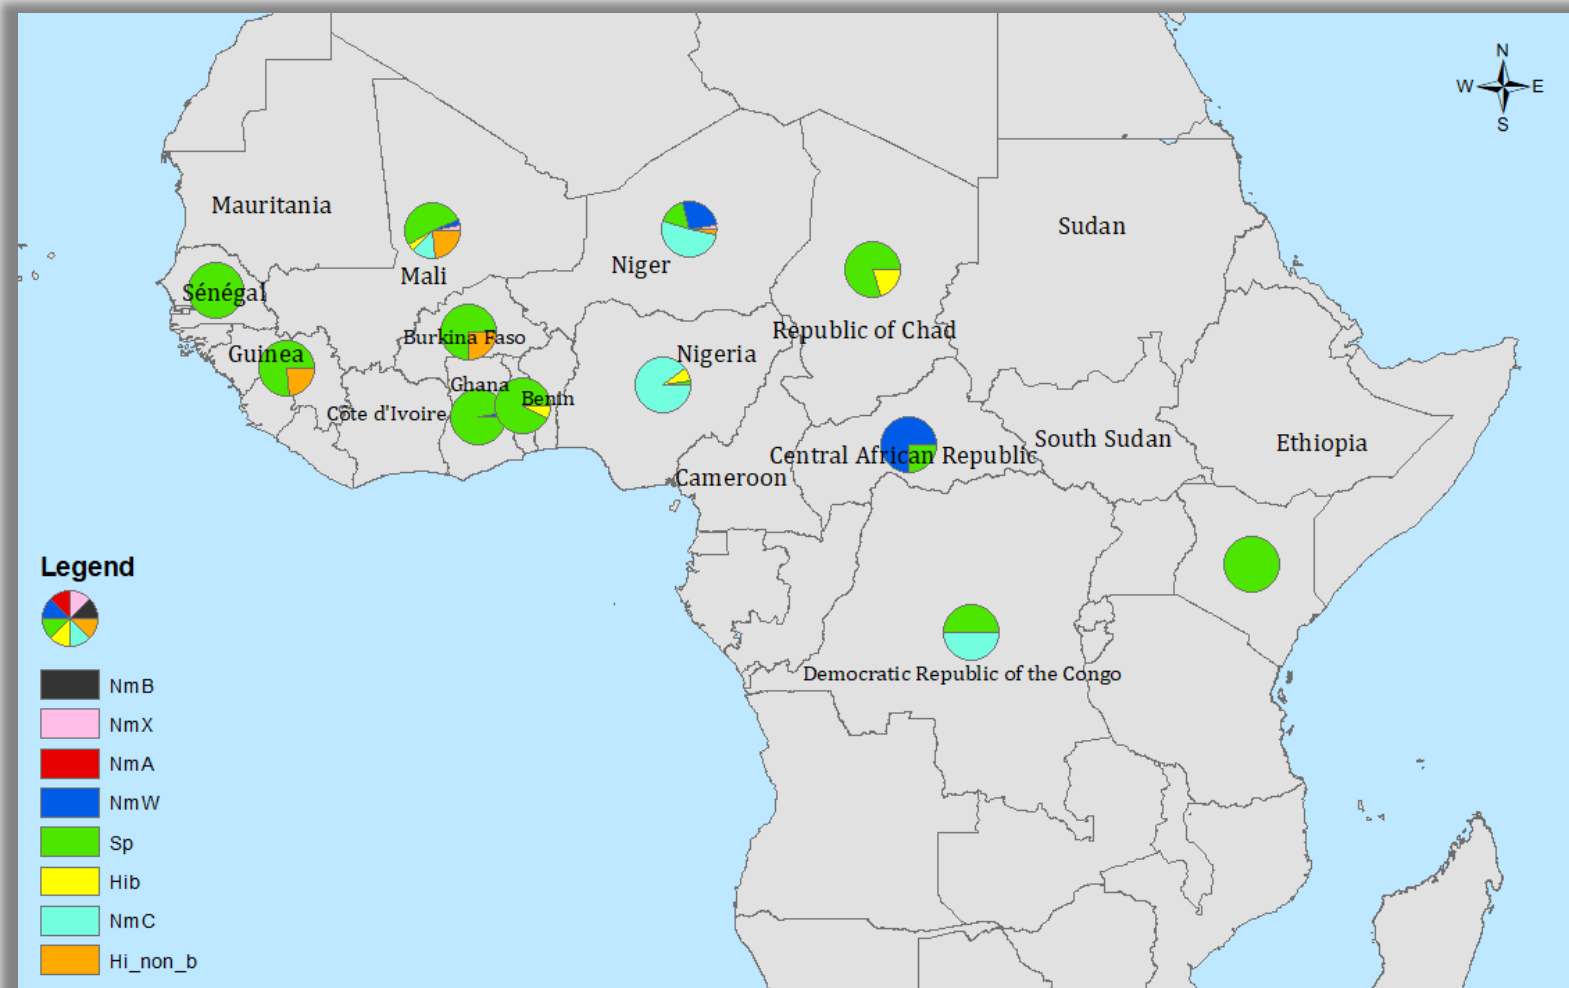 N
W E
S
Mauritania
Sudan
Niger
Mali
Sénégal
Republic of Chad
Burkina Faso
Guinea
Nigeria
Ghana
Benin
Côte d'Ivoire
South Sudan
Ethiopia
Central African Republic
Cameroon
Democratic Republic of the Congo
Legend
NmB
NmX
NmA
NmW
Sp
Hib
NmC
Hi_non_b